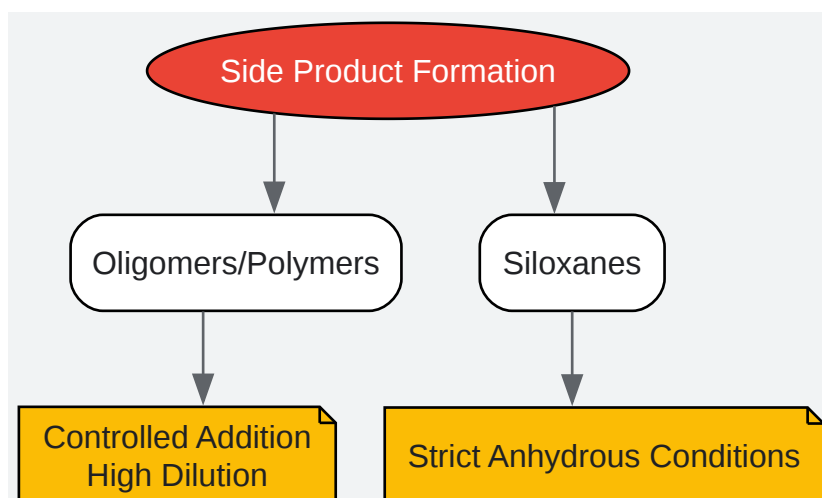 Side Product Formation
Oligomers/Polymers
Siloxanes
Controlled Addition
High Dilution
Strict Anhydrous Conditions